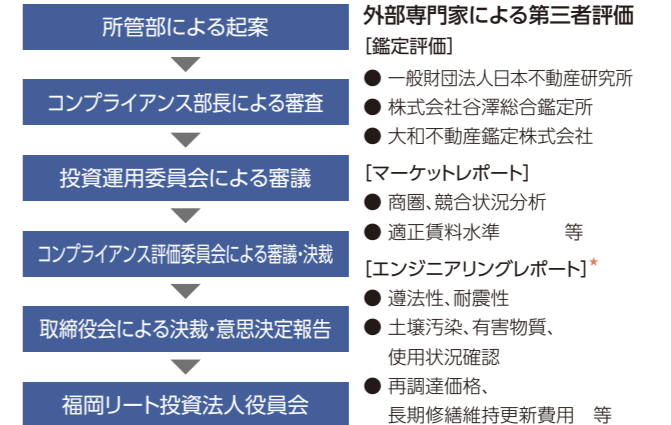 所管部による起案
コンプライアンス部長による審査
投資運用委員会による審議
コンプライアンス評価委員会による審議・決裁
取締役会による決裁・意思決定報告
福岡リート投資法人役員会
外部専門家による第三者評価
［鑑定評価］
● 一般財団法人日本不動産研究所
● 株式会社谷澤総合鑑定所
● 大和不動産鑑定株式会社
［マーケットレポート］
● 商圏、競合状況分析
● 適正賃料水準　　　等
［エンジニアリングレポート］★
● 遵法性、耐震性
● 土壌汚染、有害物質、
使用状況確認
● 再調達価格、
長期修繕維持更新費用　等